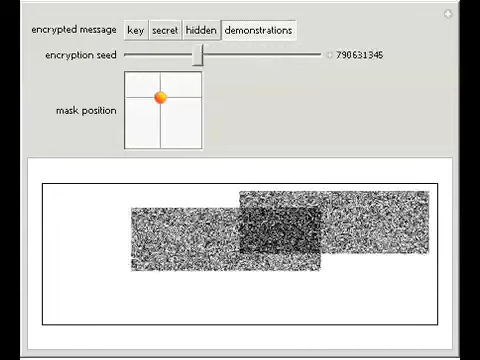 encrypted message key secret hidden demonstrations
encryption seed 790631345
mask position